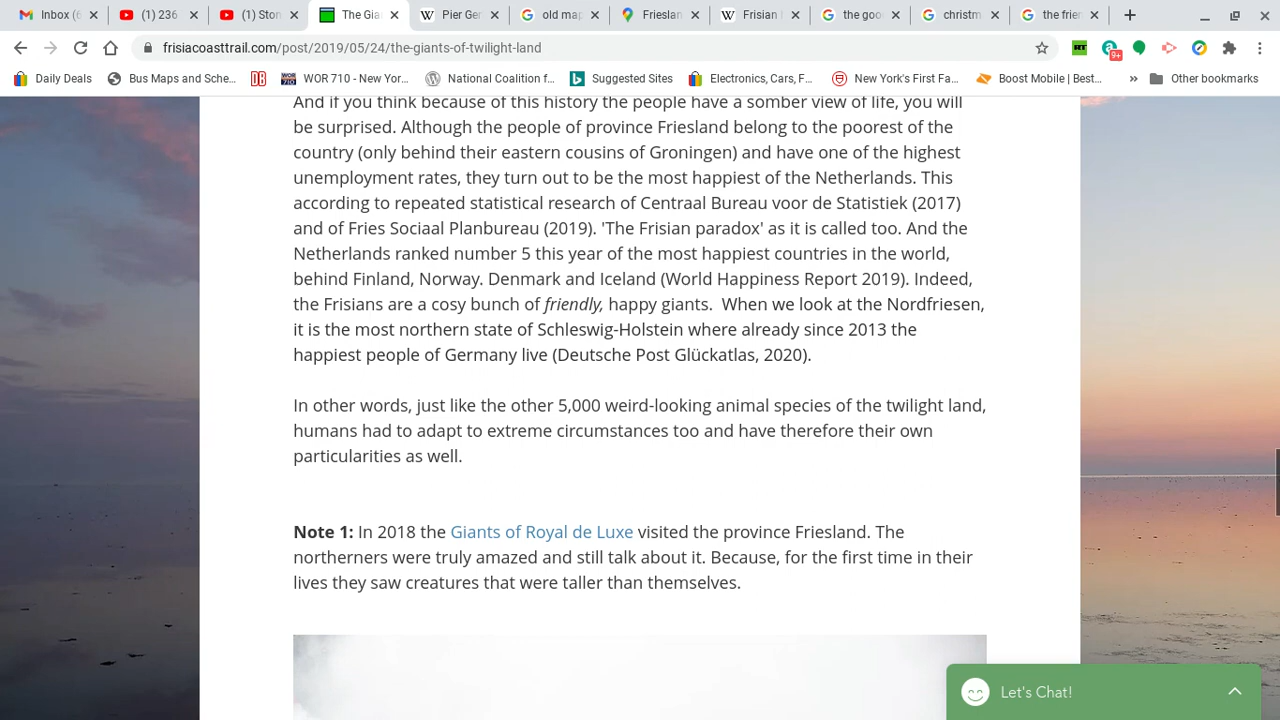 Inbox (6
(1) 236
(1) Ston
The Gia
Pier Ge
old map
Frieslan
Frisian I
the goo
christm
the frien
frisiacoasttrail.com/post/2019/05/24/the-giants-of-twilight-land
RT
a
9+
Daily Deals
Bus Maps and Sche...
DB
WOR 710 - New Yor...
National Coalition f...
Suggested Sites
Electronics, Cars, F...
New York's First Fa...
Boost Mobile | Best...
»
Other bookmarks
And if you think because of this history the people have a somber view of life, you will
be surprised. Although the people of province Friesland belong to the poorest of the
country (only behind their eastern cousins of Groningen) and have one of the highest
unemployment rates, they turn out to be the most happiest of the Netherlands. This
according to repeated statistical research of Centraal Bureau voor de Statistiek (2017)
and of Fries Sociaal Planbureau (2019). 'The Frisian paradox' as it is called too. And the
Netherlands ranked number 5 this year of the most happiest countries in the world,
behind Finland, Norway. Denmark and Iceland (World Happiness Report 2019). Indeed,
the Frisians are a cosy bunch of friendly, happy giants.  When we look at the Nordfriesen,
it is the most northern state of Schleswig-Holstein where already since 2013 the
happiest people of Germany live (Deutsche Post Glückatlas, 2020).
In other words, just like the other 5,000 weird-looking animal species of the twilight land,
humans had to adapt to extreme circumstances too and have therefore their own
particularities as well.
Note 1: In 2018 the Giants of Royal de Luxe visited the province Friesland. The
northerners were truly amazed and still talk about it. Because, for the first time in their
lives they saw creatures that were taller than themselves.
Let's Chat!